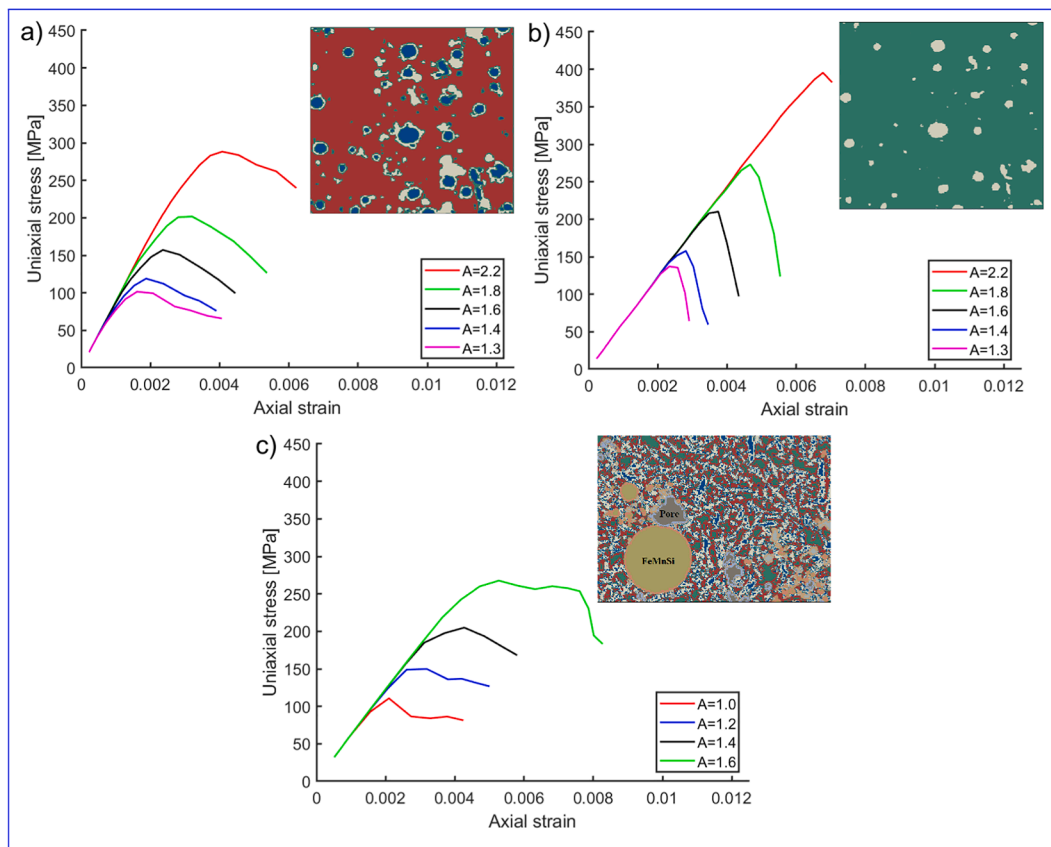 a)
450
400
350
300
250
200
150
100
50
0
Uniaxial stress [MPa]
0.002
0.004
0.006
0.008
0.01
0.012
Axial strain
A=2.2
A=1.8
A=1.6
A=1.4
A=1.3
b)
450
400
350
300
250
200
150
100
50
0
Uniaxial stress [MPa]
0
0.002
0.004
0.006
0.008
0.01
0.012
Axial strain
A=2.2
A=1.8
A=1.6
A=1.4
A=1.3
c)
450
400
350
300
250
200
150
100
50
0
Uniaxial stress [MPa]
0
0.002
0.004
0.006
0.008
0.01
0.012
Axial strain
Pore
FeMnSi
A=1.0
A=1.2
A=1.4
A=1.6